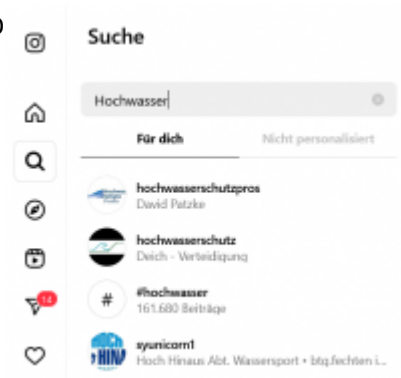 Suche
Hochwasser
Für dich
Nicht personalisiert
hochwasserschutzpros
David Patzke
hochwasserschutz
Deich - Verteidigung
#
#hochwasser
161.680 Beiträge
14
syunicorn1
Hoch Hinaus Abt. Wassersport • btg.fechten i...